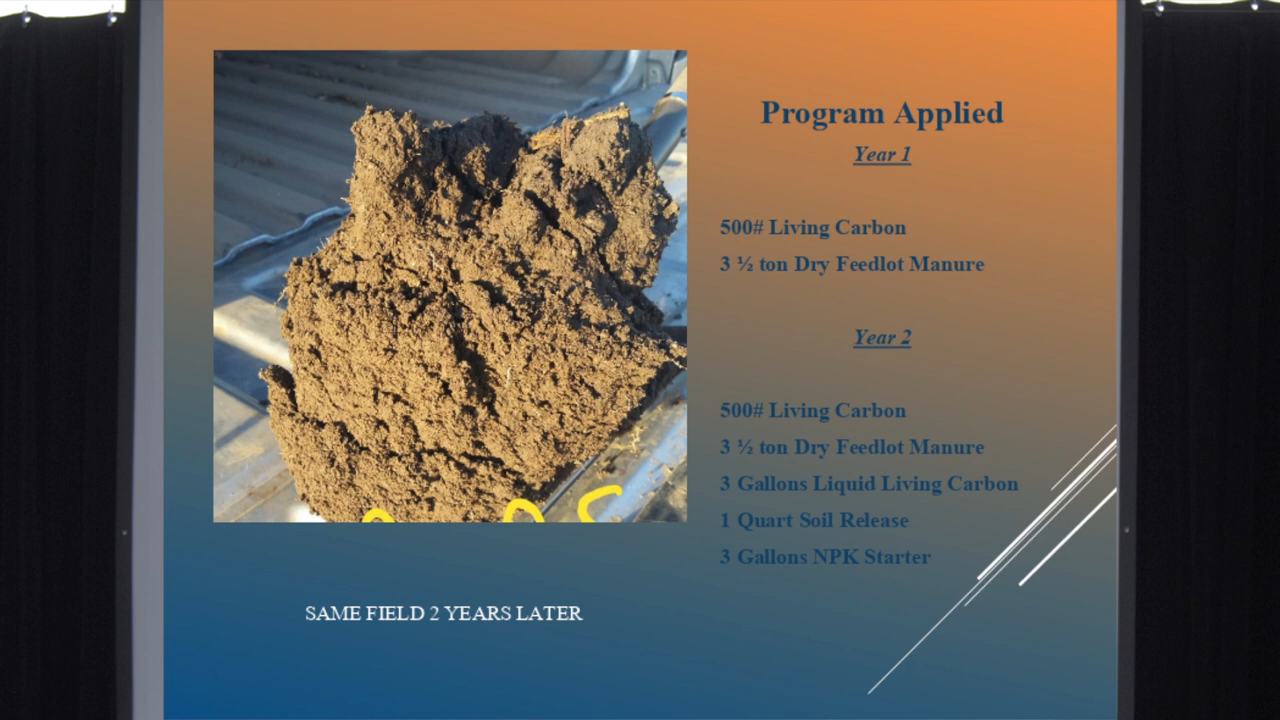 Program Applied
Year 1
500# Living Carbon
3 ½ ton Dry Feedlot Manure
Year 2
500# Living Carbon
3 ½ ton Dry Feedlot Manure
3 Gallons Liquid Living Carbon
1 Quart Soil Release
3 Gallons NPK Starter
SAME FIELD 2 YEARS LATER